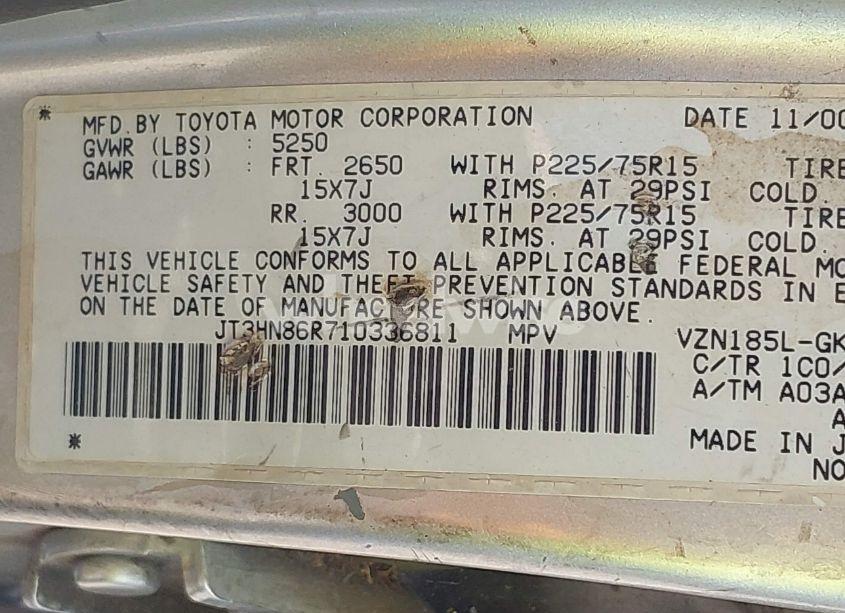 MFD. BY TOYOTA MOTOR CORPORATION DATE 11/00
GVWR (LBS) : 5250
GAWR (LBS) : FRT. 2650 WITH P225/75R15 TIRE
15X7J RIMS. AT 29PSI COLD.
RR. 3000 WITH P225/75R15 TIRE
15X7J RIMS. AT 29PSI COLD.
THIS VEHICLE CONFORMS TO ALL APPLICABLE FEDERAL MO
VEHICLE SAFETY AND THEFT PREVENTION STANDARDS IN E
ON THE DATE OF MANUFACTURE SHOWN ABOVE.
JT3HN86R710336811 MPV VZN185L-GK
C/TR 1C0/
A/TM A03A
A
MADE IN J
NO